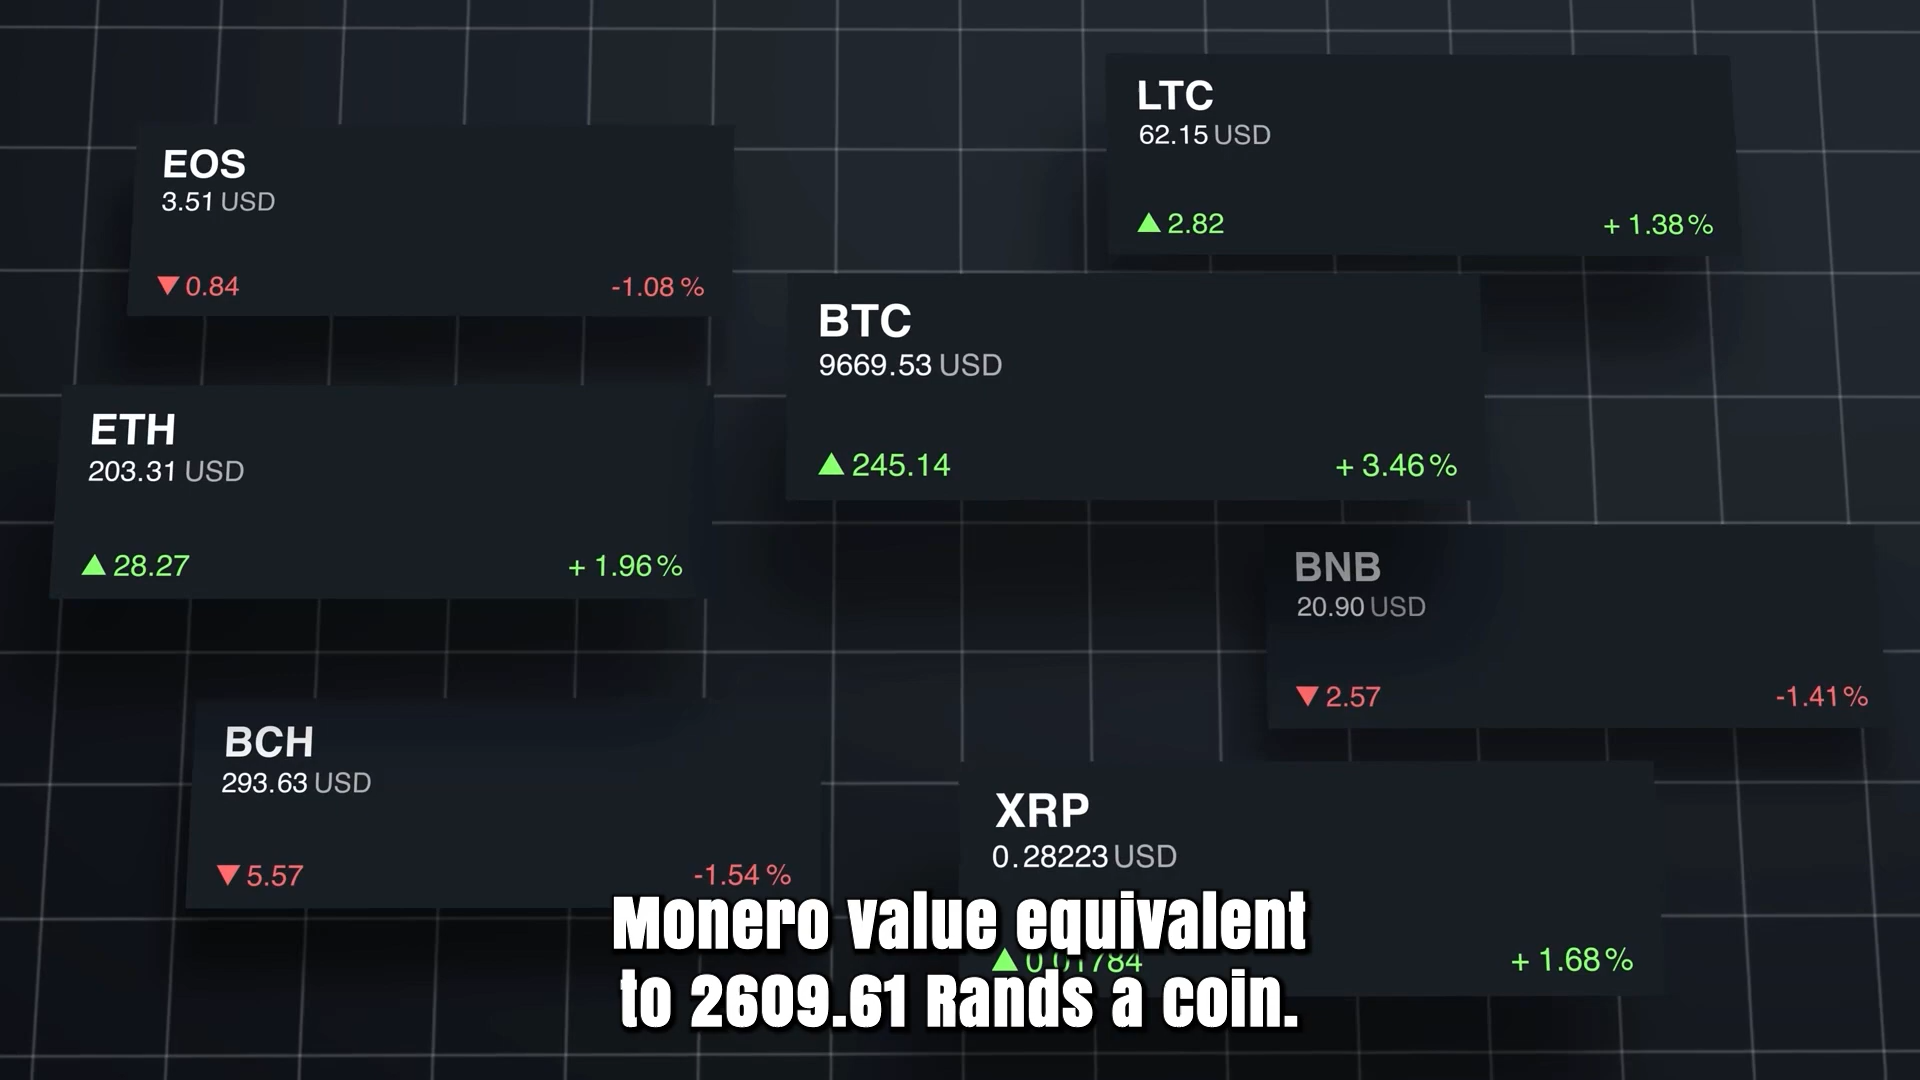 LTC
62.15 USD
▲ 2.82 + 1.38%
EOS
3.51 USD
▼ 0.84 -1.08 %
BTC
9669.53 USD
▲ 245.14 + 3.46%
ETH
203.31 USD
▲ 28.27 + 1.96%
BNB
20.90 USD
▼ 2.57 -1.41%
BCH
293.63 USD
▼ 5.57 -1.54 %
XRP
0.28223 USD
▲ 0.01784 + 1.68%
Monero value equivalent
to 2609.61 Rands a coin.